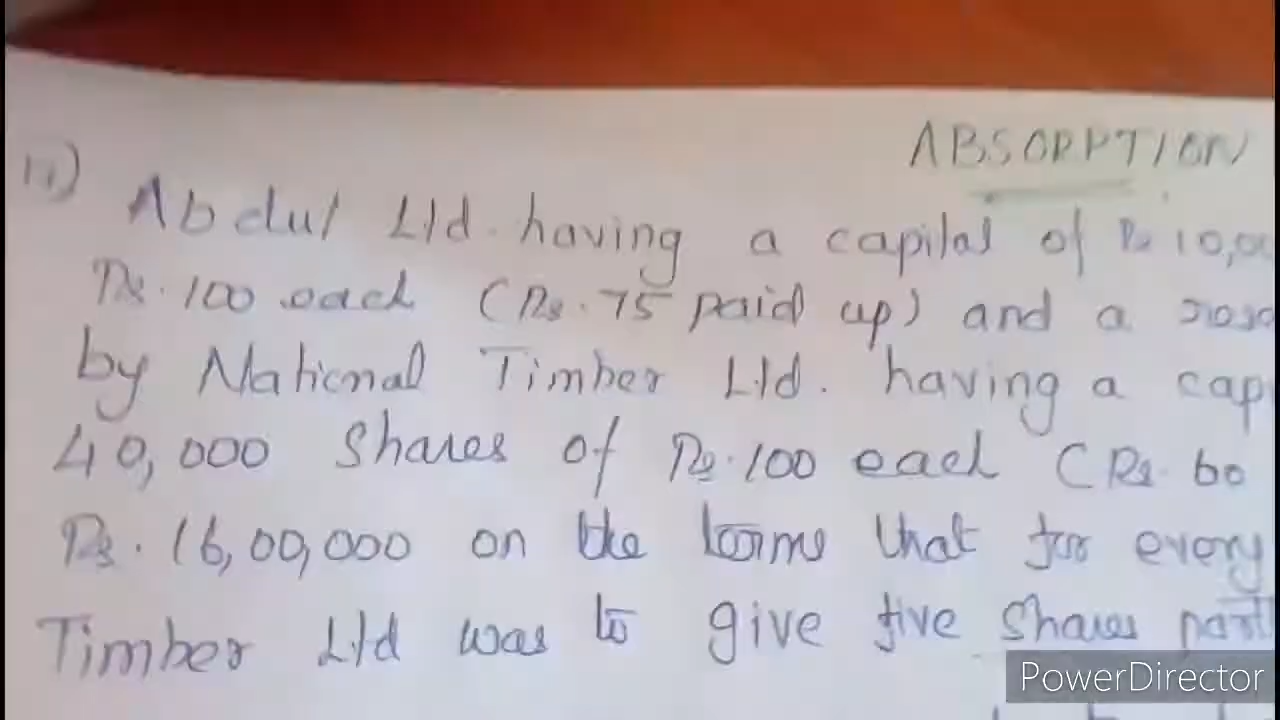 ABSORPTION
11) Abdul Ltd. having a capital of Rs 10,00
Rs. 100 each (Rs. 75 paid up) and a
by National Timber Ltd. having a cap
40,000 shares of Rs. 100 each (Rs. 60
Rs. 16,00,000 on the terms that for every
Timber Ltd was to give five shares part
PowerDirector